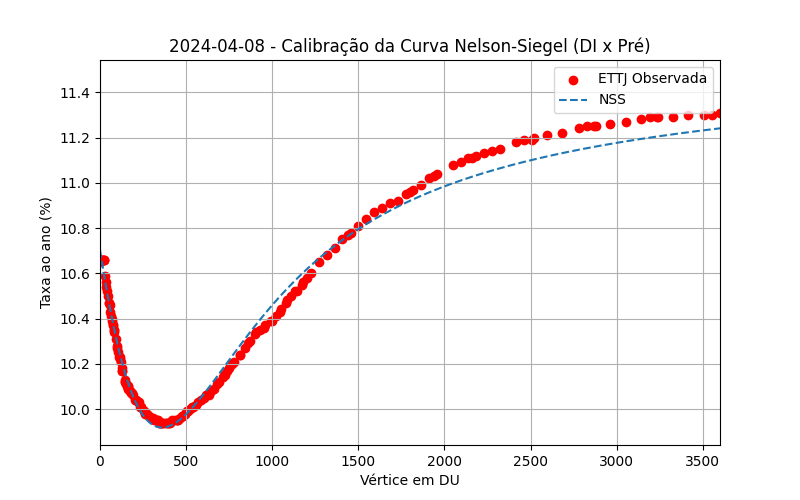 2024-04-08 - Calibração da Curva Nelson-Siegel (DI x Pré)
ETTJ Observada
NSS
11.4
11.2
11.0
10.8
10.6
10.4
10.2
10.0
Taxa ao ano (%)
0 500 1000 1500 2000 2500 3000 3500
Vértice em DU